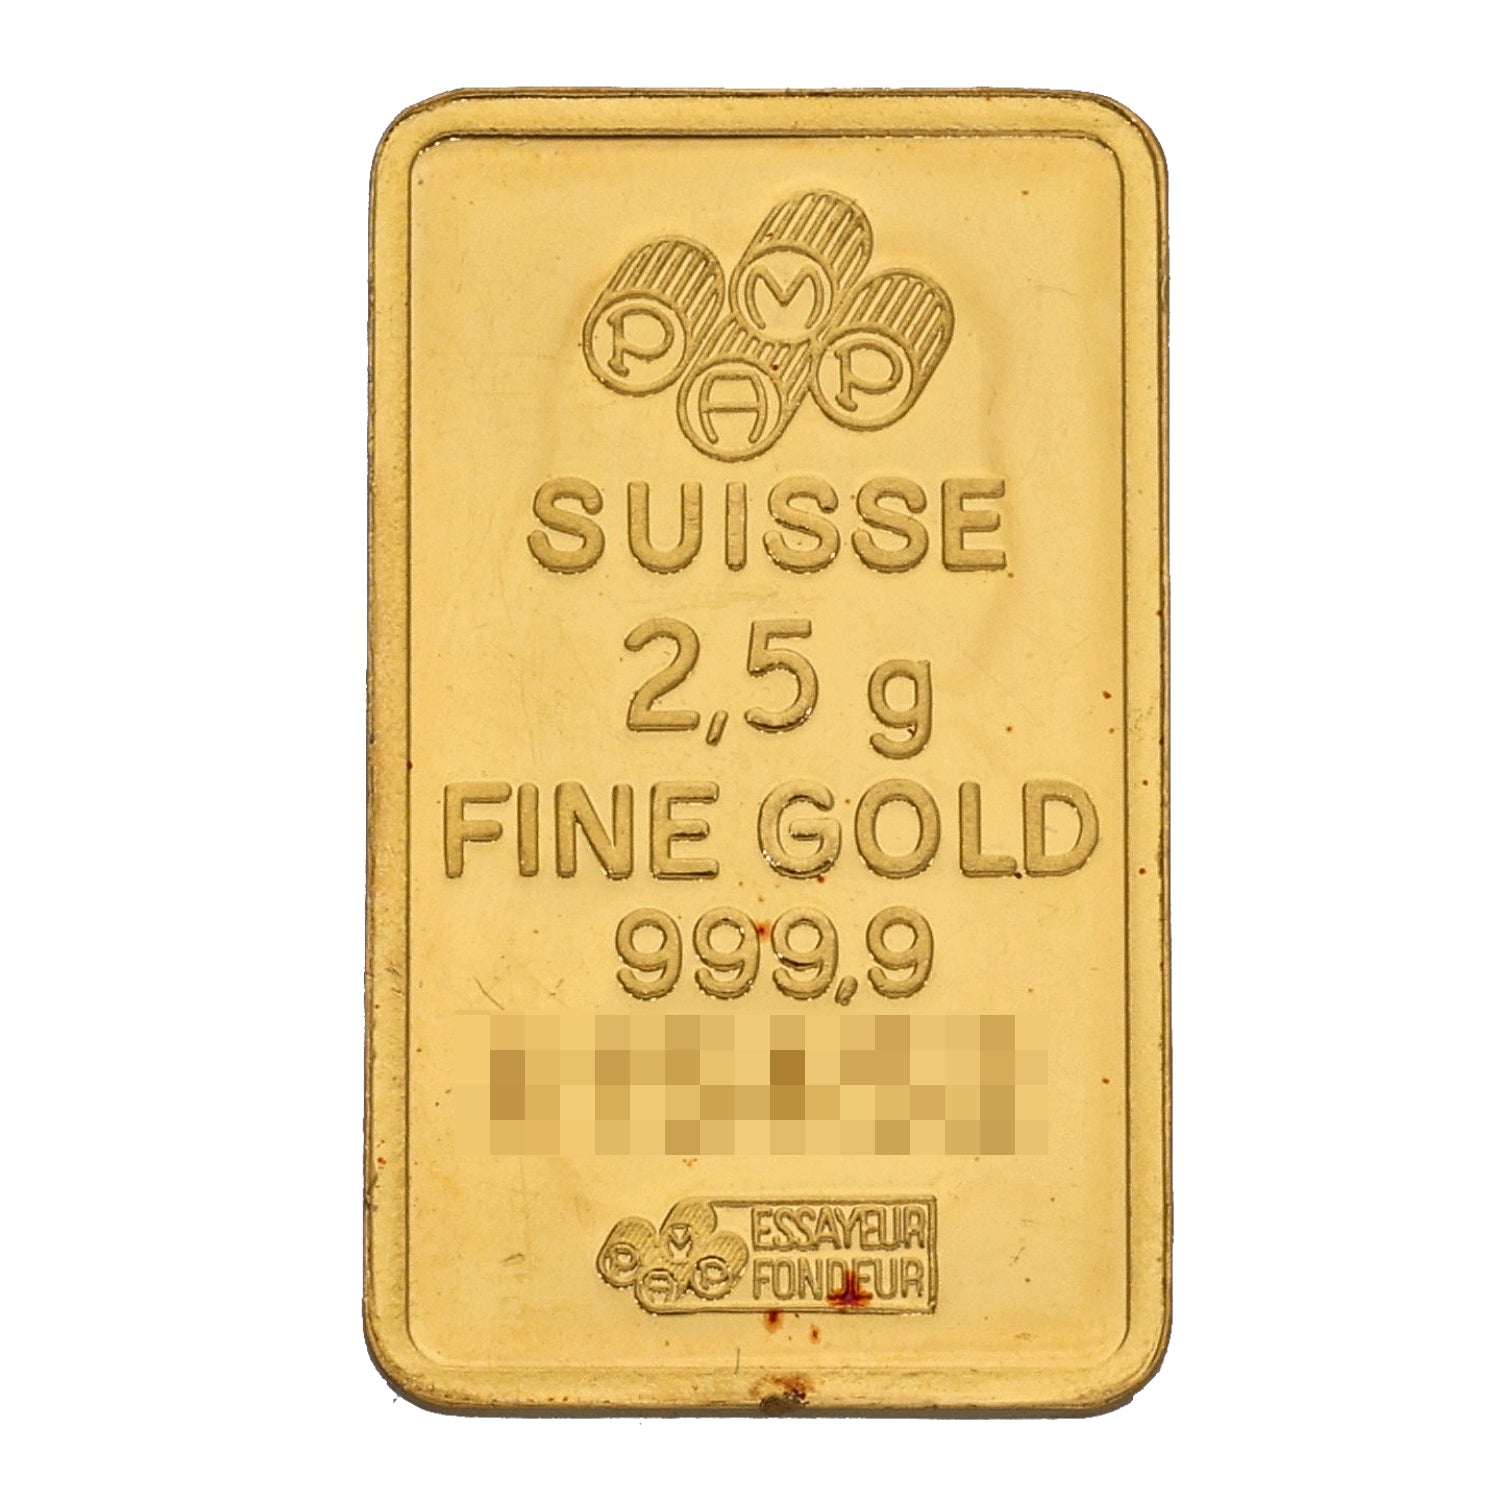 PAMP
SUISSE
2,5 g
FINE GOLD
999,9
PAMP
ESSAYEUR
FONDEUR